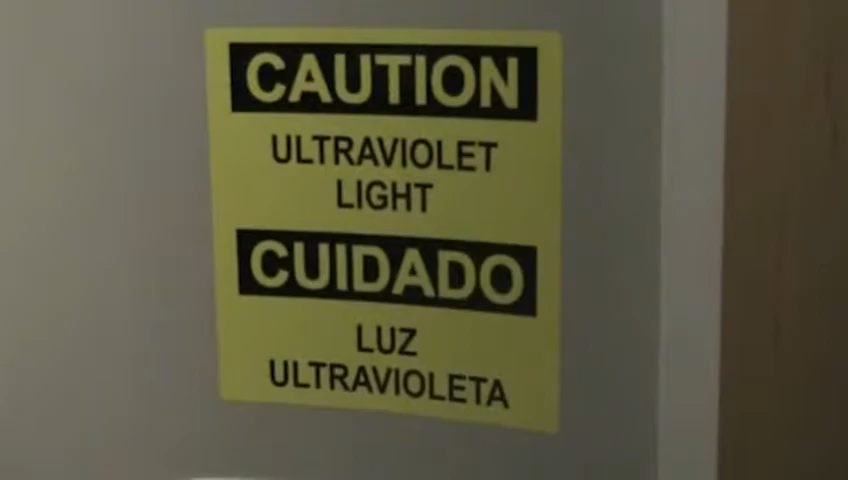 CAUTION
ULTRAVIOLET
LIGHT
CUIDADO
LUZ
ULTRAVIOLETA